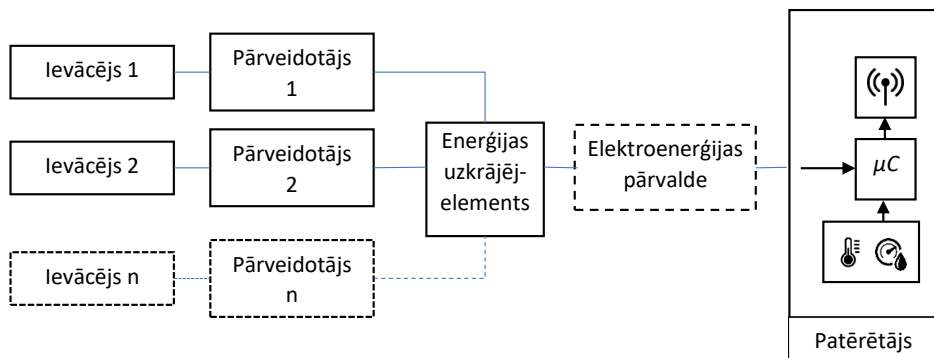 Ievācējs 1
Pārveidotājs
1
Ievācējs 2
Pārveidotājs
2
Ievācējs n
Pārveidotājs
n
Enerģijas
uzkrājēj-
elements
Elektroenerģijas
pārvalde
μC
Patērētājs